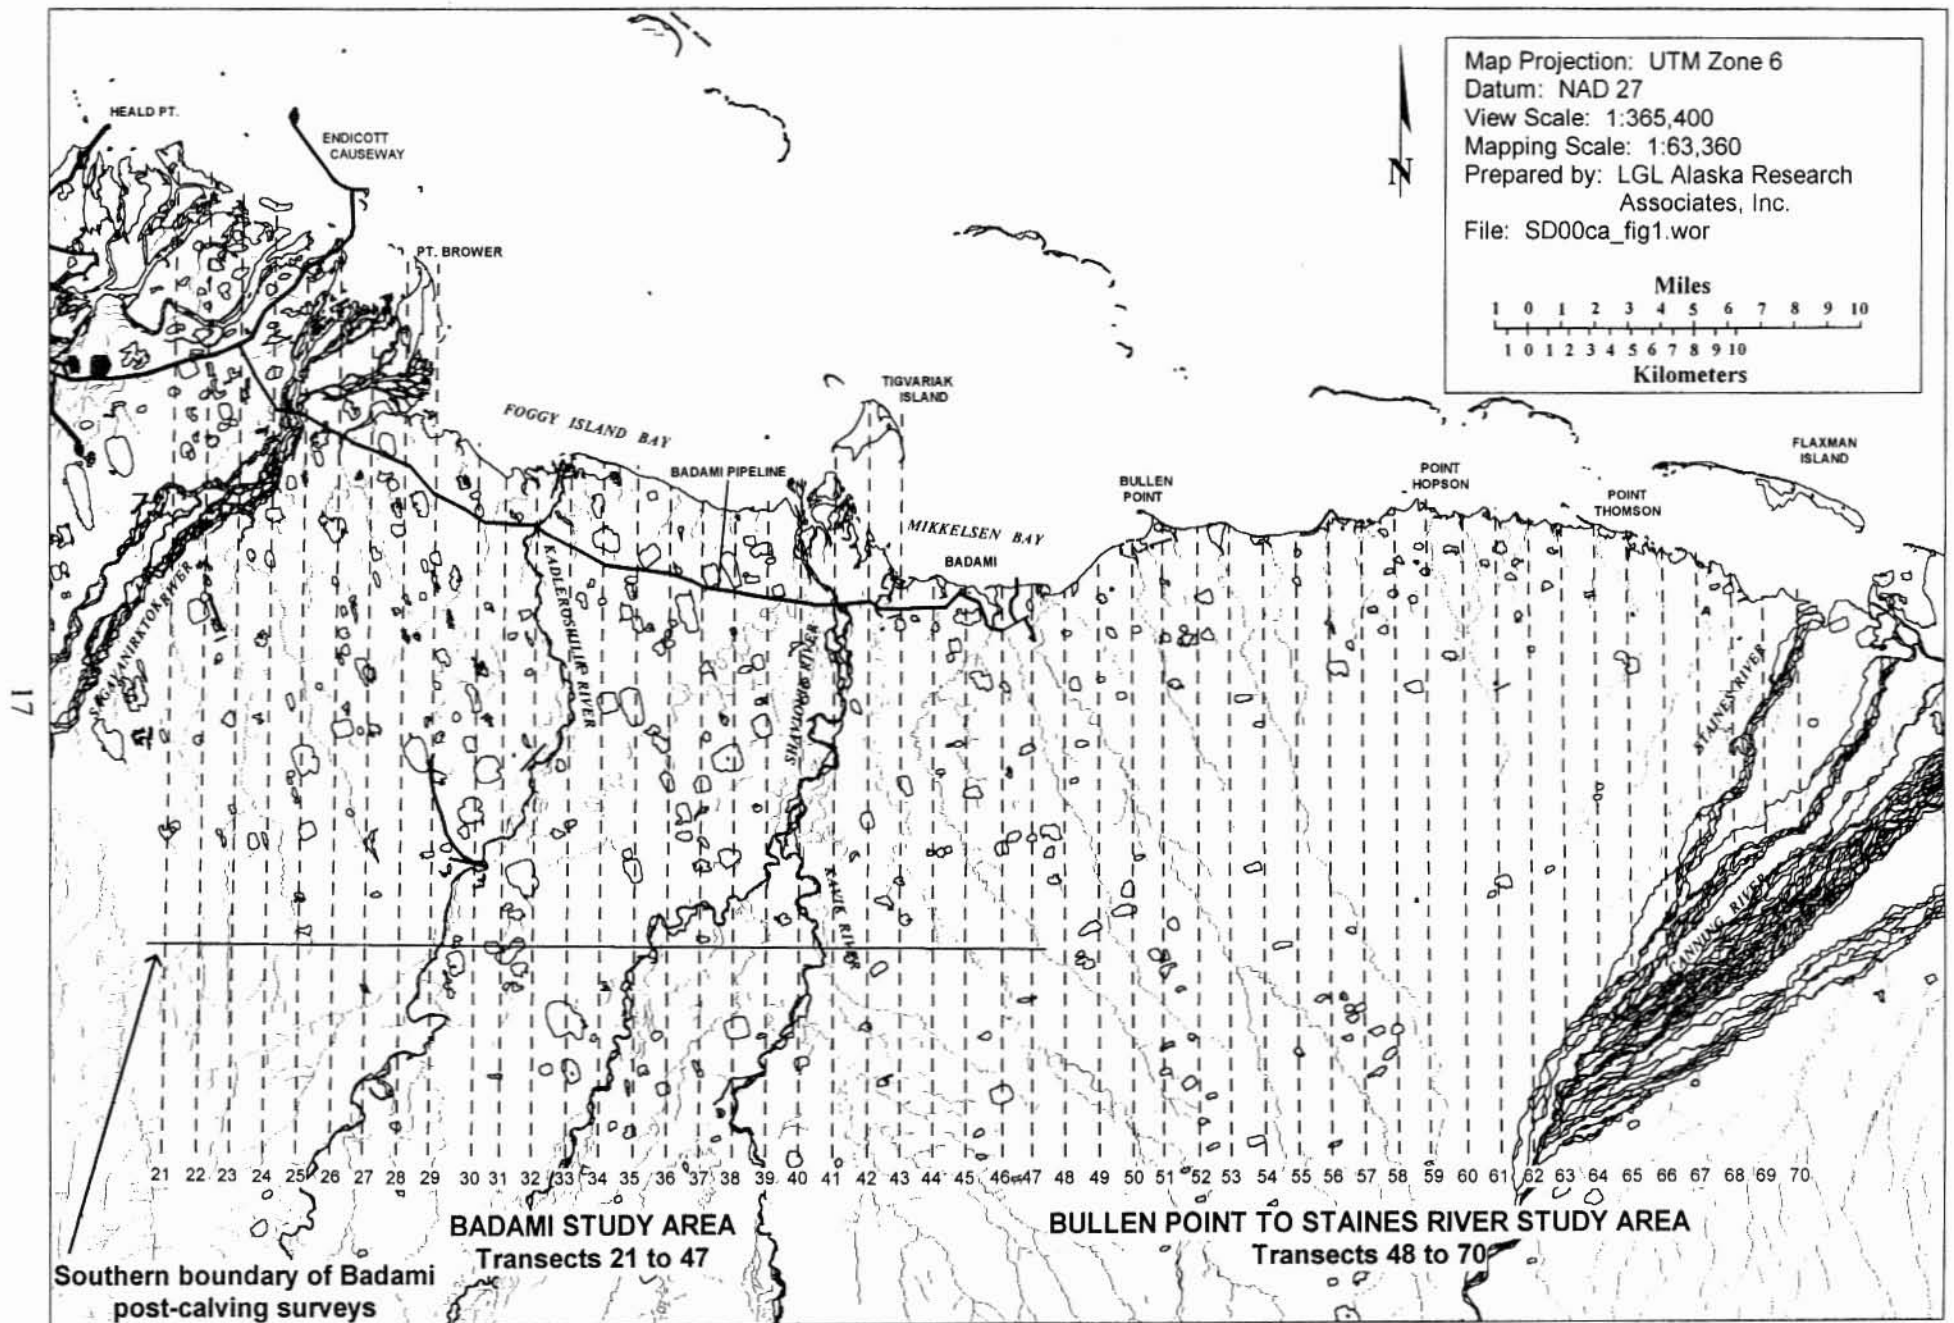 HEALD PT.
ENDICOTT
CAUSEWAY
PT. BROWER
N
Map Projection: UTM Zone 6
Datum: NAD 27
View Scale: 1:365,400
Mapping Scale: 1:63,360
Prepared by: LGL Alaska Research
Associates, Inc.
File: SD00ca_fig1.wor
Miles
1 0 1 2 3 4 5 6 7 8 9 10
1 0 1 2 3 4 5 6 7 8 9 10
Kilometers
FOGGY ISLAND BAY
TIGVARIAK
ISLAND
BADAMI PIPELINE
MIKKELSEN BAY
BADAMI
BULLEN
POINT
POINT
HOPSON
POINT
THOMSON
FLAXMAN
ISLAND
SAGAVANIRKTOK
RIVER
KADLEROSHILIK RIVER
SHAVIOVIK RIVER
KAVIK RIVER
STAINES RIVER
CANNING RIVER
17
21 22 23 24 25 26 27 28 29 30 31 32 33 34 35 36 37 38 39 40 41 42 43 44 45 46 47 48 49 50 51 52 53 54 55 56 57 58 59 60 61 62 63 64 65 66 67 68 69 70
BADAMI STUDY AREA
Transects 21 to 47
BULLEN POINT TO STAINES RIVER STUDY AREA
Transects 48 to 70
Southern boundary of Badami
post-calving surveys